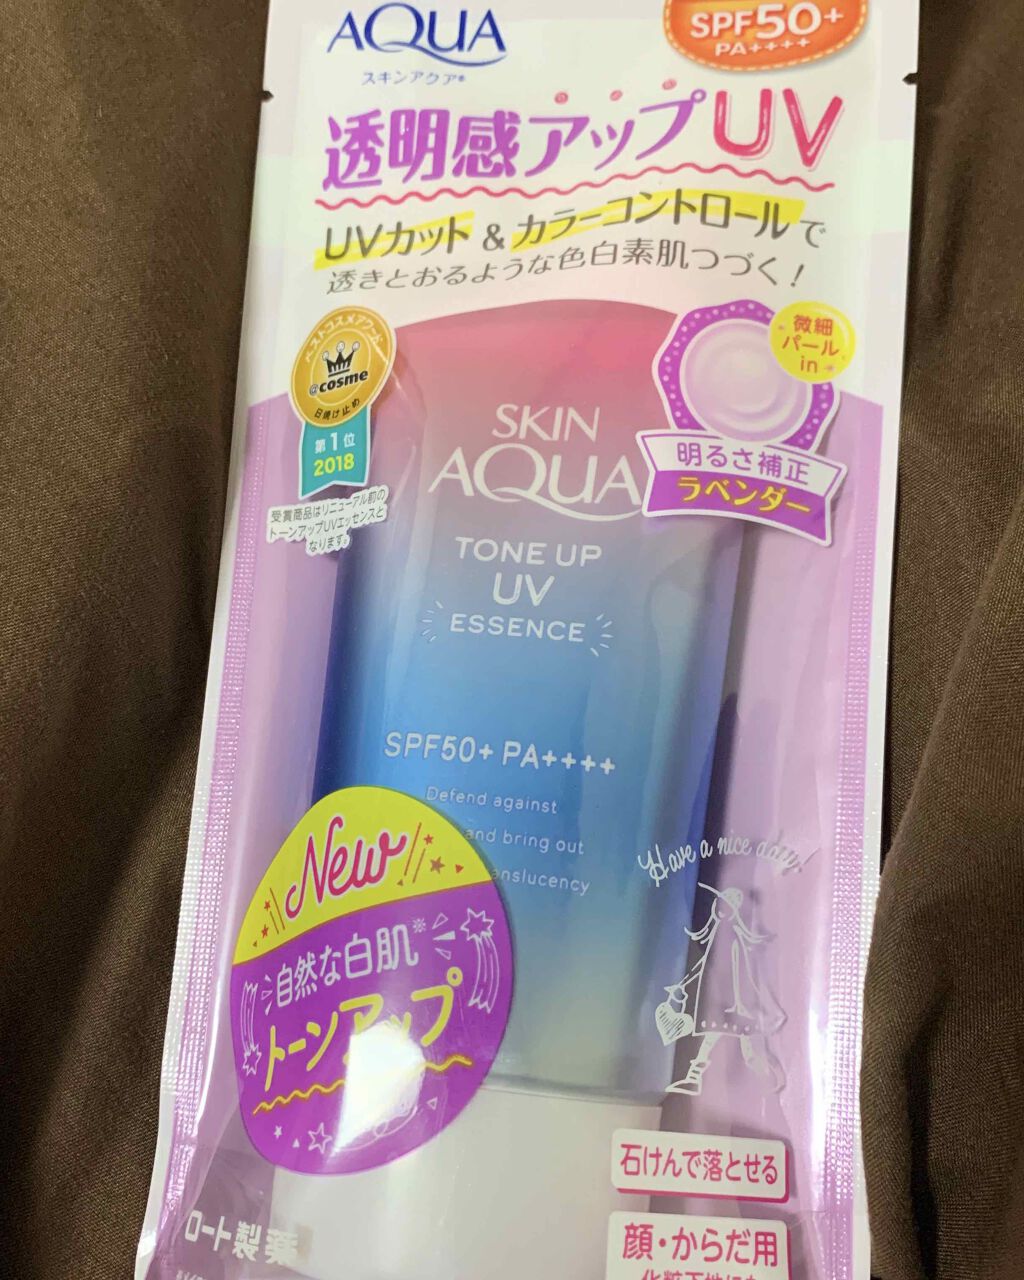 AQUA
スキンアクア®
SPF50+
PA++++
透明感アップUV
UVカット & カラーコントロールで
透きとおるような色白素肌つづく!
ベストコスメアワード
@cosme
日焼け止め
第1位
2018
受賞商品はリニューアル前の
トーンアップUVエッセンスと
なります。
微細
パール
in
明るさ補正
ラベンダー
SKIN
AQUA
TONE UP
UV
ESSENCE
SPF50+ PA++++
Defend against
and bring out
anslucency
Have a nice day!
New
自然な白肌※
トーンアップ
石けんで落とせる
ロート製薬
顔・からだ用
化粧下地にも